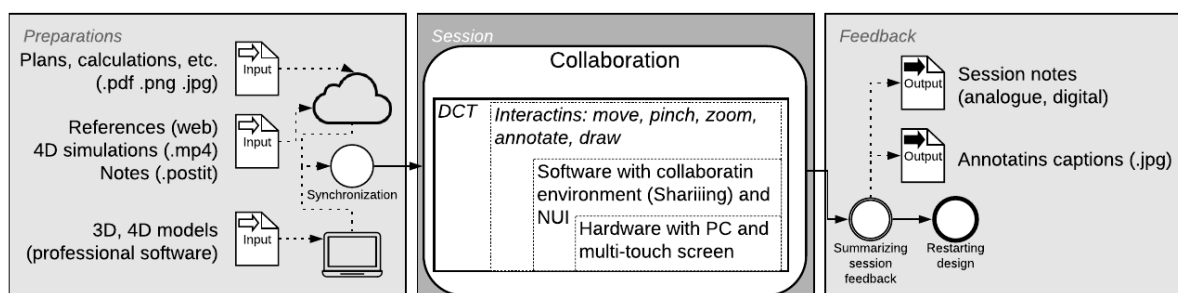 Preparations
Plans, calculations, etc.
(.pdf .png .jpg)
Input
References (web)
4D simulations (.mp4)
Notes (.postit)
Input
Synchronization
3D, 4D models
(professional software)
Input
Session
Collaboration
DCT
Interactins: move, pinch, zoom,
annotate, draw
Software with collaboratin
environment (Shariiing) and
NUI
Hardware with PC and
multi-touch screen
Feedback
Output
Session notes
(analogue, digital)
Output
Annotatins captions (.jpg)
Summarizing
session
feedback
Restarting
design